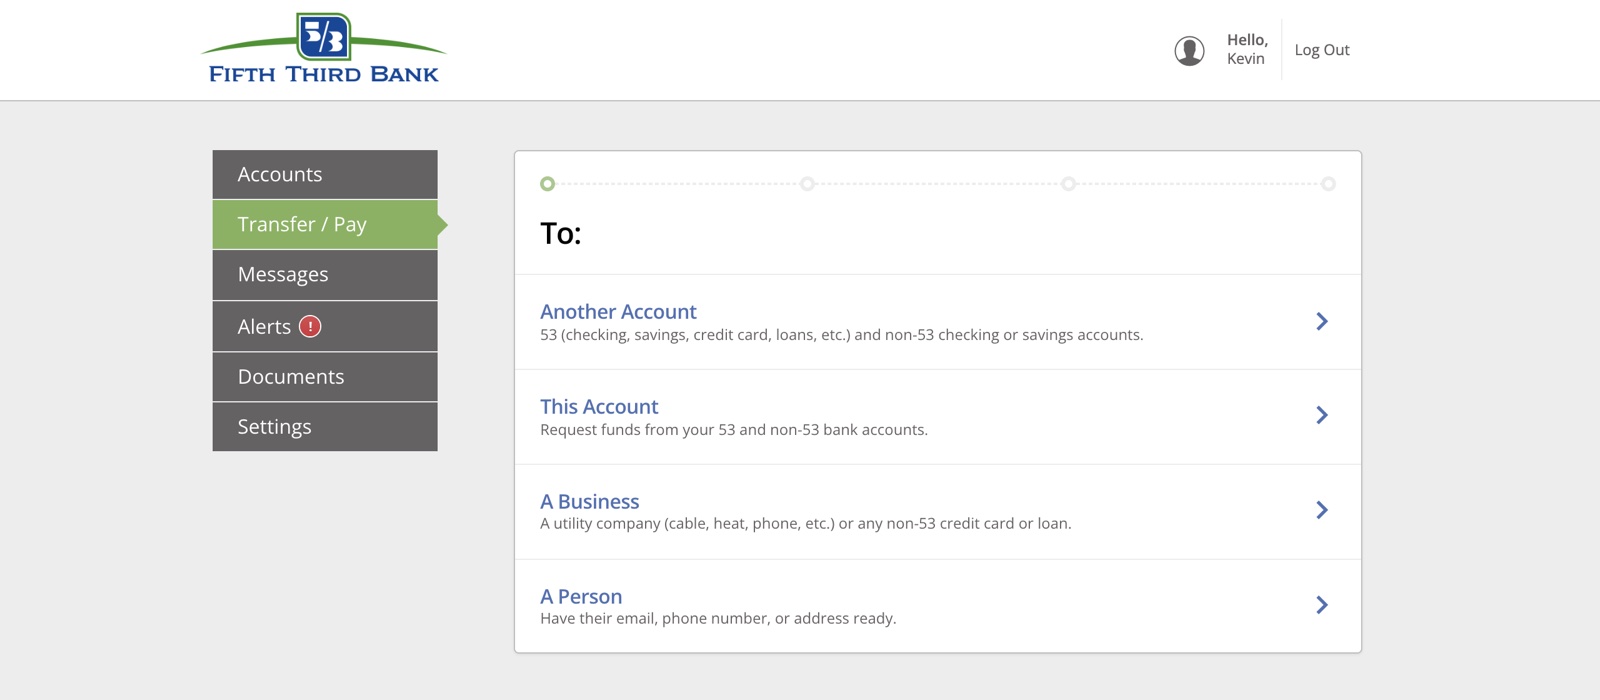 5/3
FIFTH THIRD BANK
Hello,
Kevin
Log Out
Accounts
Transfer / Pay
Messages
Alerts !
Documents
Settings
To:
Another Account
53 (checking, savings, credit card, loans, etc.) and non-53 checking or savings accounts.
This Account
Request funds from your 53 and non-53 bank accounts.
A Business
A utility company (cable, heat, phone, etc.) or any non-53 credit card or loan.
A Person
Have their email, phone number, or address ready.